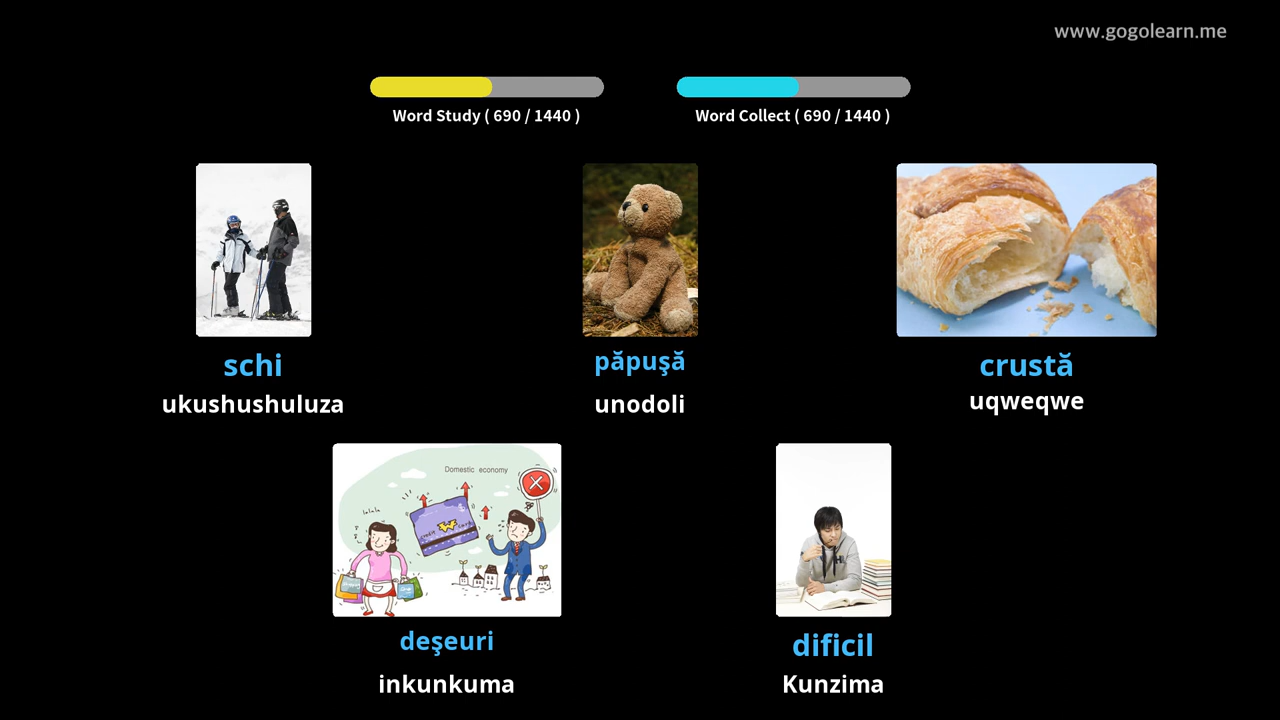 www.gogolearn.me
Word Study ( 690 / 1440 )
Word Collect ( 690 / 1440 )
schi
ukushushuluza
păpuşă
unodoli
crustă
uqweqwe
Domestic economy
lalala
deşeuri
inkunkuma
dificil
Kunzima